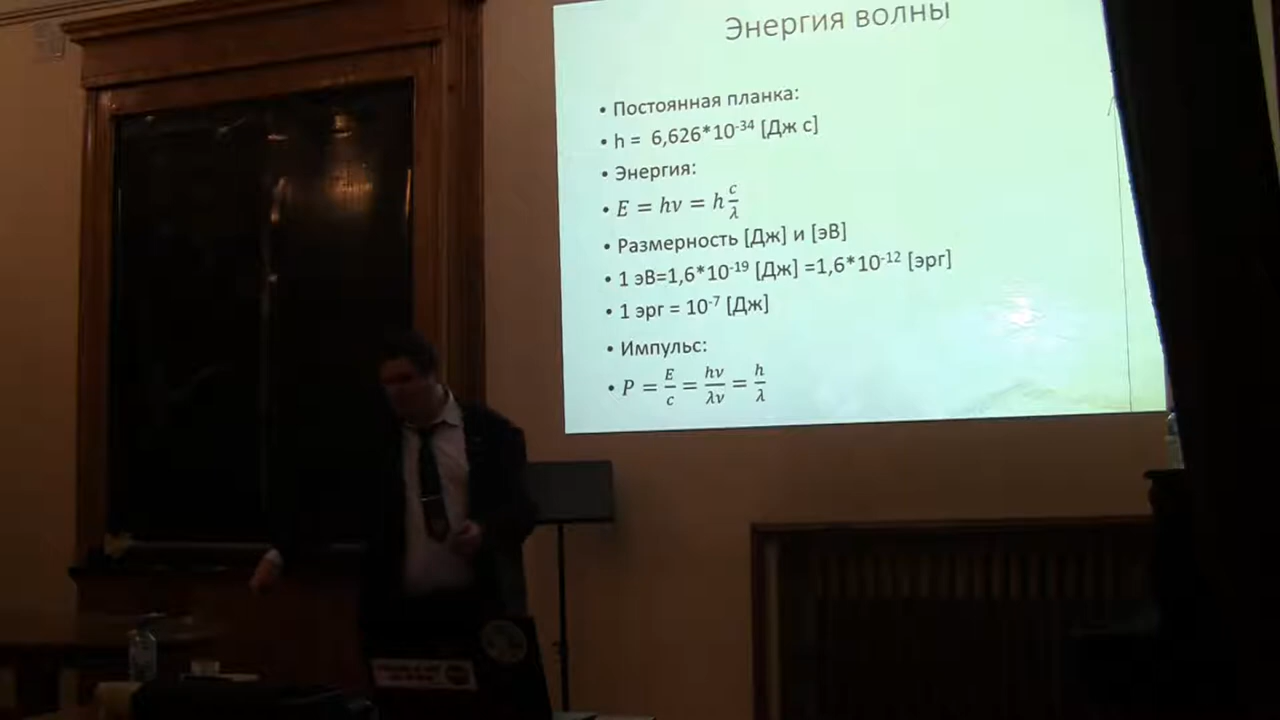 Энергия волны
• Постоянная планка:
• h = 6,626*10⁻³⁴ [Дж с]
• Энергия:
• E = hν = h c/λ
• Размерность [Дж] и [эВ]
• 1 эВ=1,6*10⁻¹⁹ [Дж] =1,6*10⁻¹² [эрг]
• 1 эрг = 10⁻⁷ [Дж]
• Импульс:
• P = E/c = hν/λν = h/λ